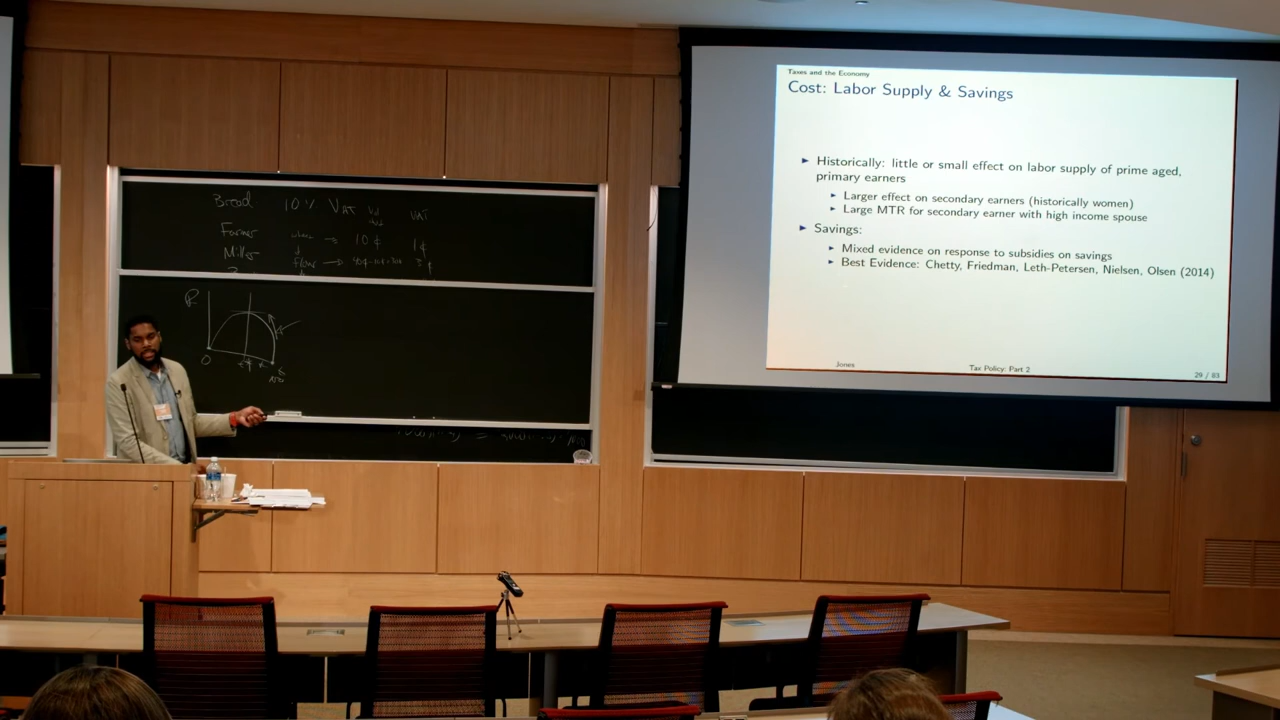 Taxes and the Economy
Cost: Labor Supply & Savings
► Historically: little or small effect on labor supply of prime aged,
primary earners
► Larger effect on secondary earners (historically women)
► Large MTR for secondary earner with high income spouse
► Savings:
► Mixed evidence on response to subsidies on savings
► Best Evidence: Chetty, Friedman, Leth-Petersen, Nielsen, Olsen (2014)
Jones
Tax Policy: Part 2
29 / 83
Bread 10% VAT VAT
Farmer 10¢ 1¢
Miller flour
R
0